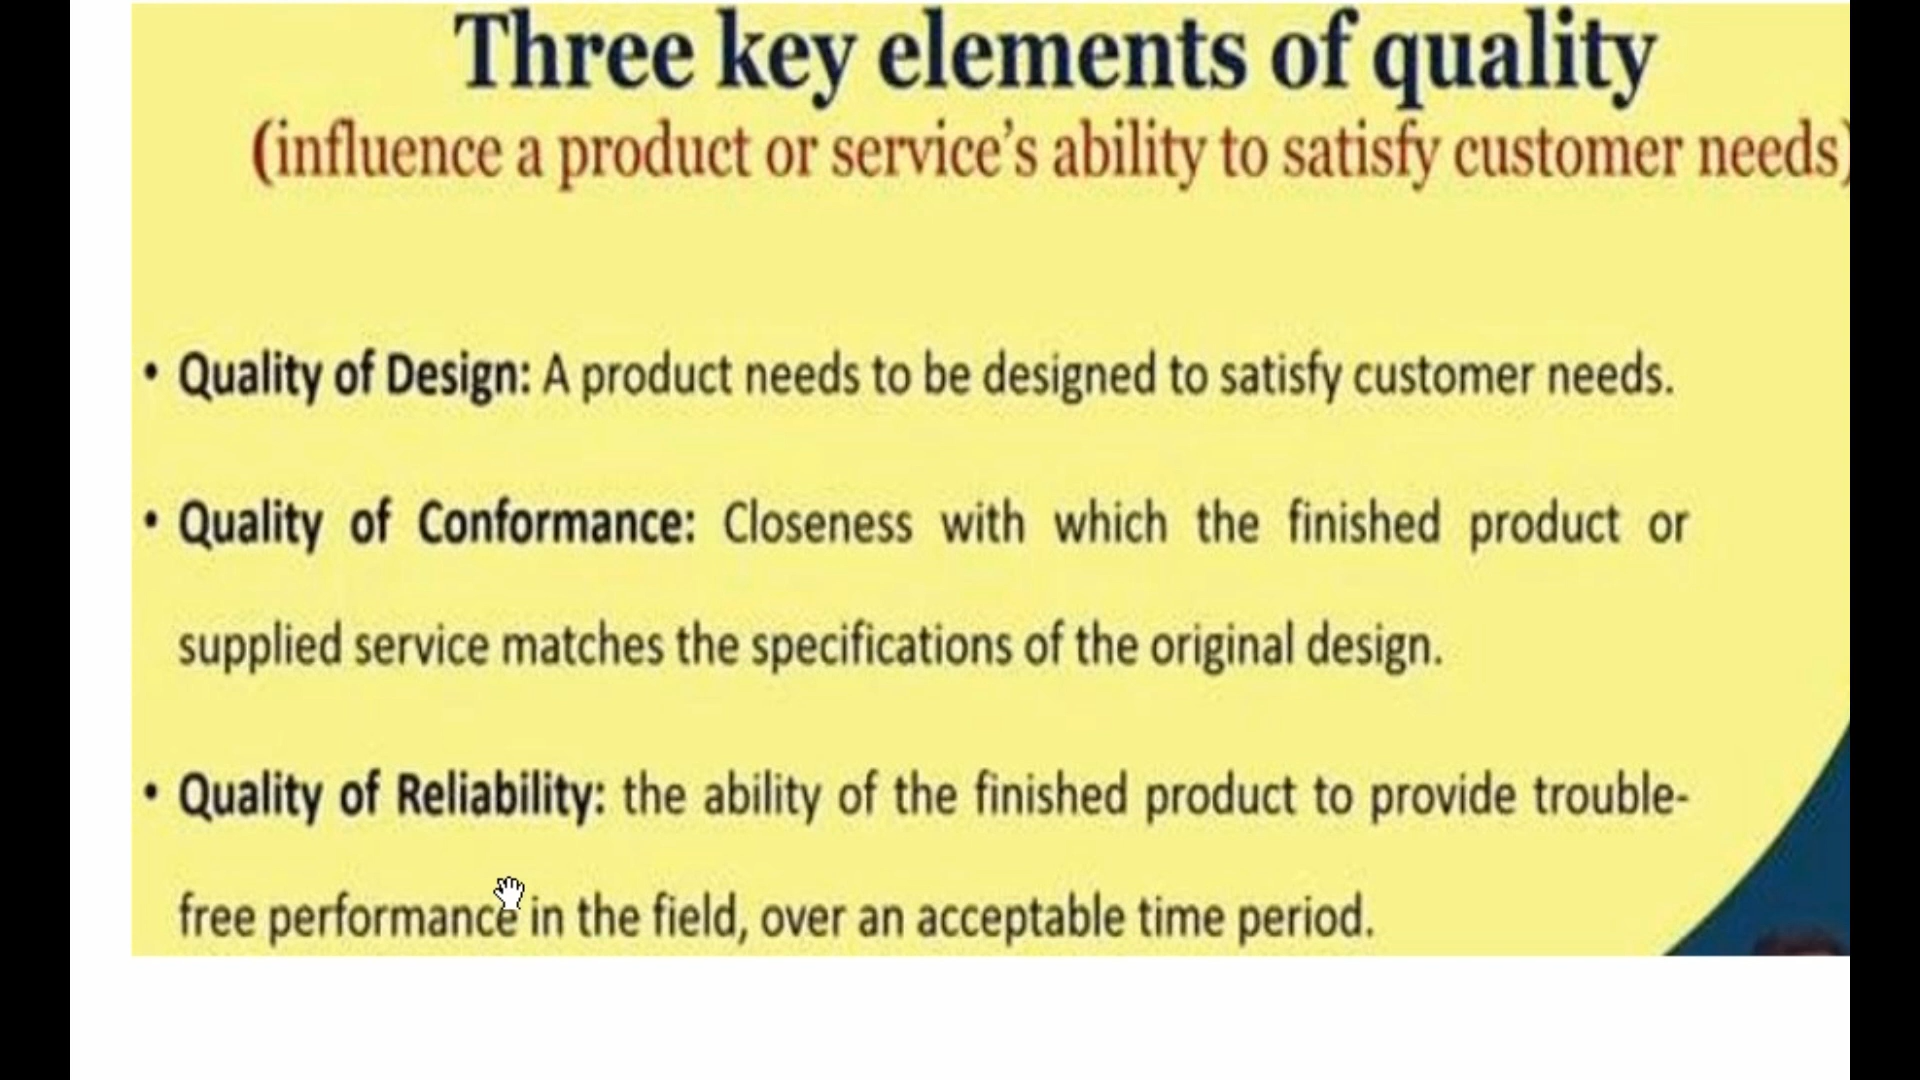 Three key elements of quality
(influence a product or service's ability to satisfy customer needs)
• Quality of Design: A product needs to be designed to satisfy customer needs.
• Quality of Conformance: Closeness with which the finished product or
supplied service matches the specifications of the original design.
• Quality of Reliability: the ability of the finished product to provide trouble-
free performance in the field, over an acceptable time period.